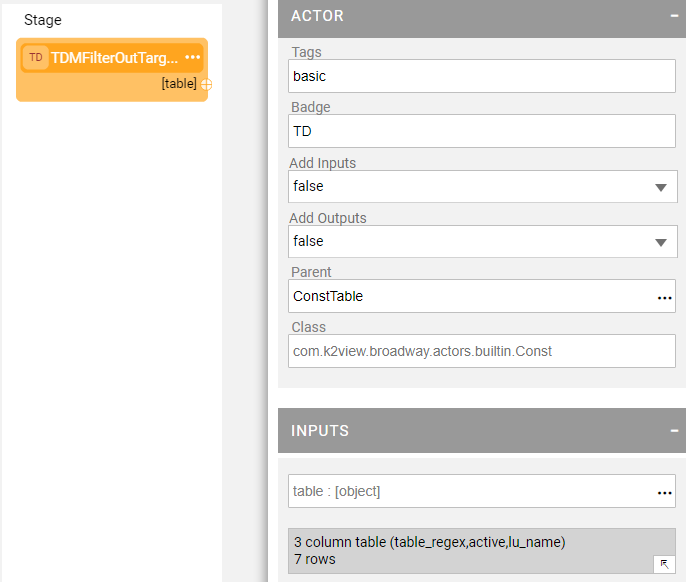 Stage
TD TDMFilterOutTarg... •••
[table]
ACTOR
Tags
basic
Badge
TD
Add Inputs
false
Add Outputs
false
Parent
ConstTable
Class
com.k2view.broadway.actors.builtin.Const
INPUTS
table : [object]
3 column table (table_regex,active,lu_name)
7 rows